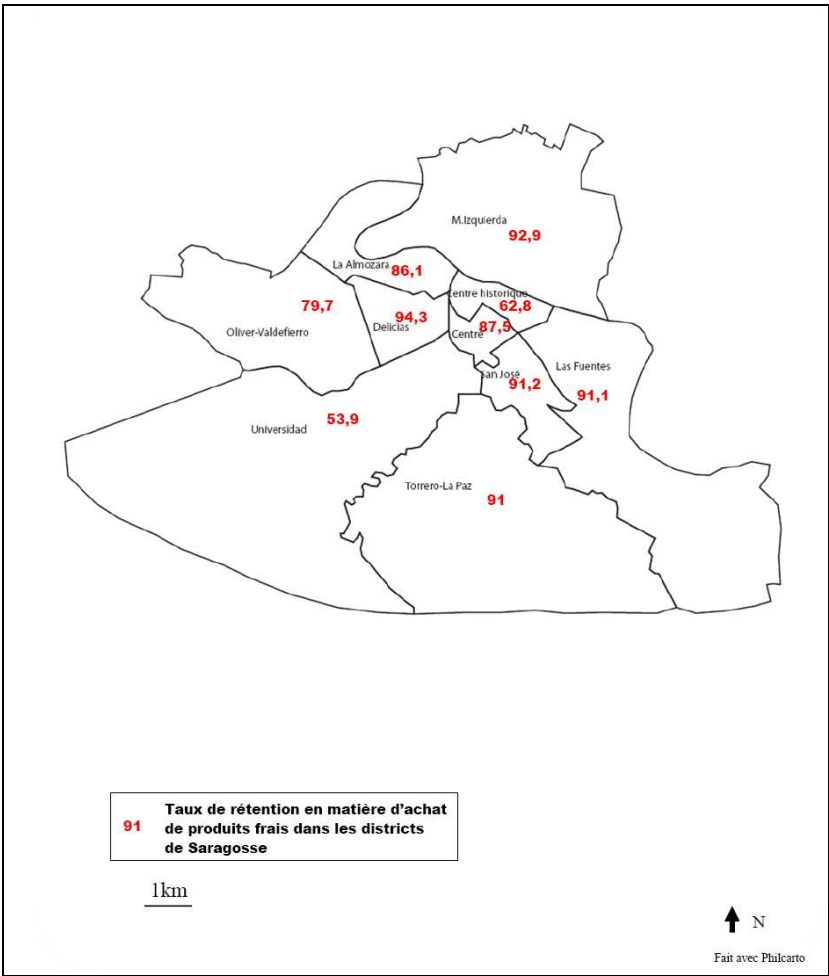 M.Izquierda
92,9
La Almozara
86,1
Centre historique
62,8
79,7
Oliver-Valdefierro
94,3
Delicias
Centre
87,5
San José
91,2
Las Fuentes
91,1
53,9
Universidad
Torrero-La Paz
91
91 Taux de rétention en matière d'achat
de produits frais dans les districts
de Saragosse
1km
N
Fait avec Philcarto